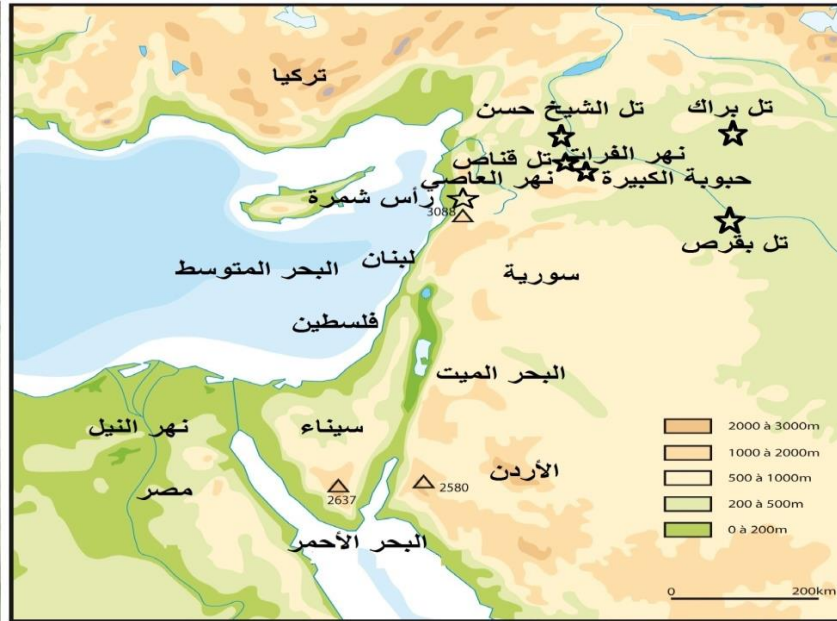 تركيا
تل الشيخ حسن
تل براك
نهر الفرات
تل قناص
حبوبة الكبيرة
نهر العاصي
رأس شمرة
3088
تل بقرص
لبنان
البحر المتوسط
سورية
فلسطين
البحر الميت
نهر النيل
سيناء
مصر
الأردن
2637
2580
البحر الأحمر
2000 à 3000m
1000 à 2000m
500 à 1000m
200 à 500m
0 à 200m
0 200km